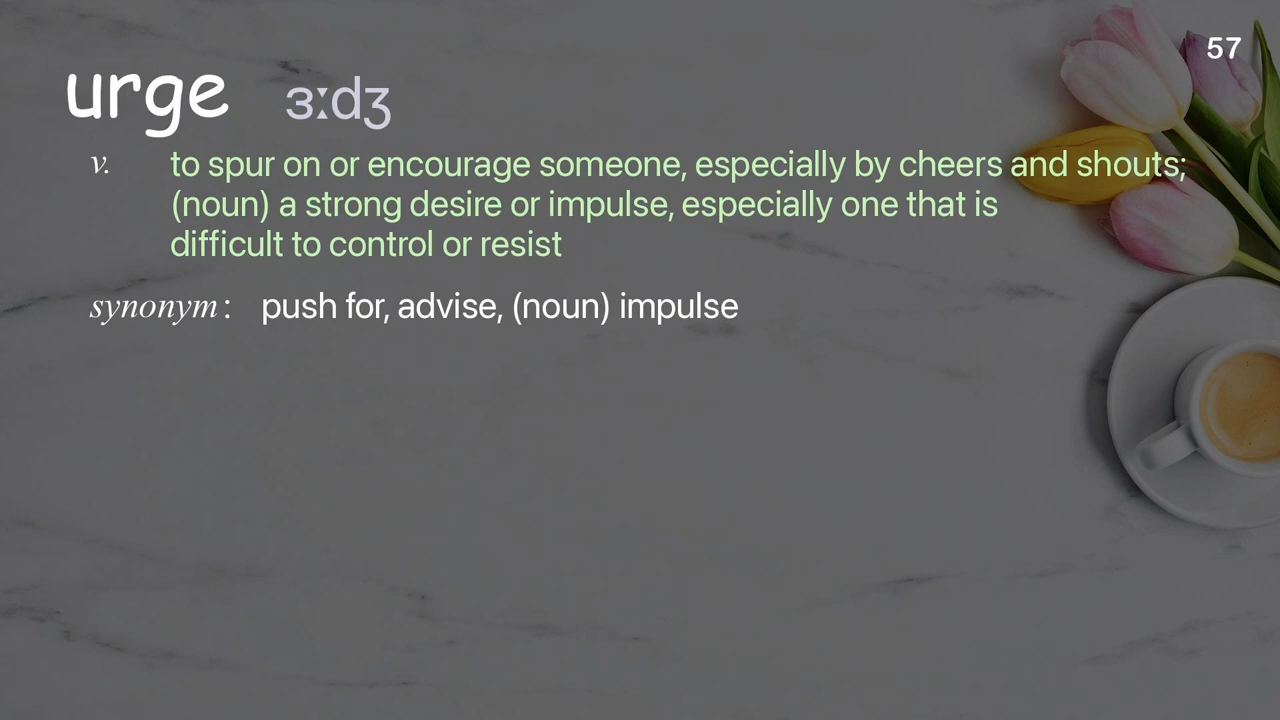 57
urge ɜːdʒ
v. to spur on or encourage someone, especially by cheers and shouts;
(noun) a strong desire or impulse, especially one that is
difficult to control or resist
synonym : push for, advise, (noun) impulse